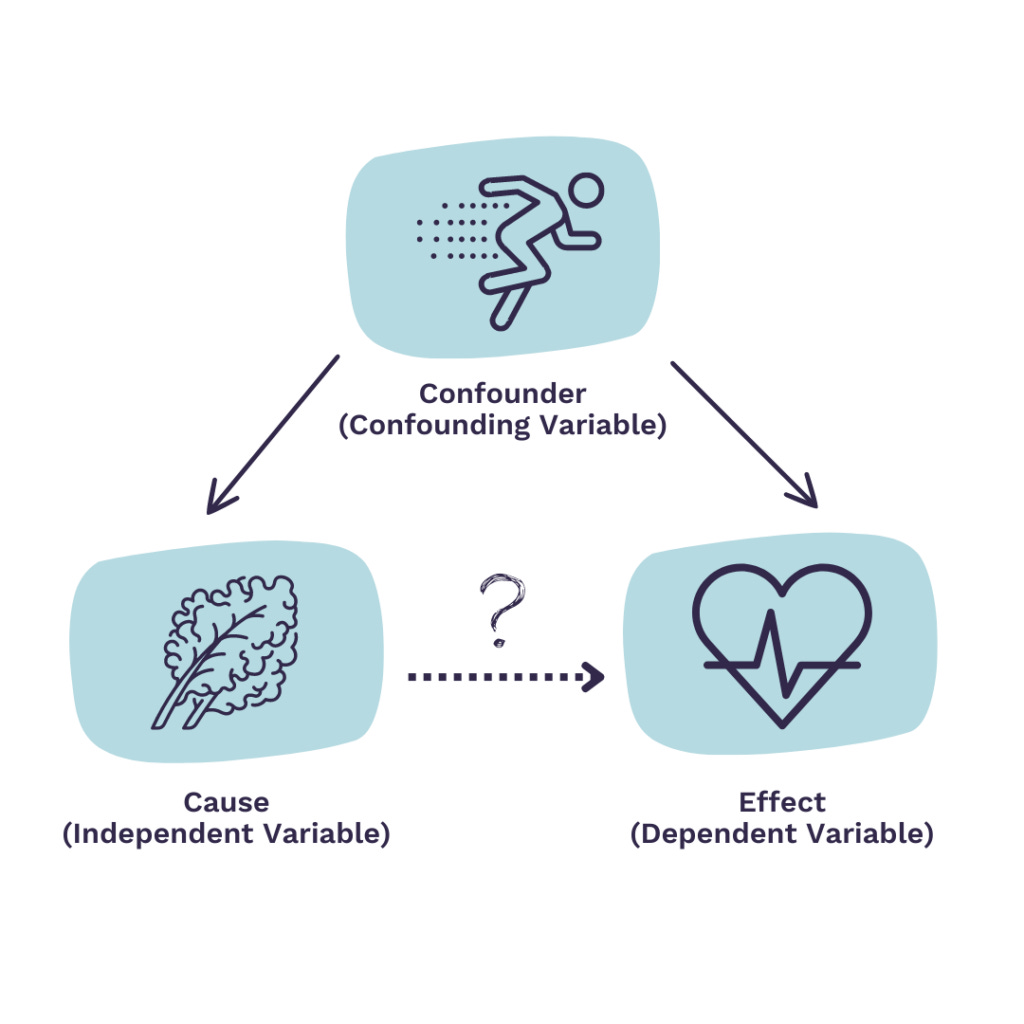 Confounder
(Confounding Variable)
?
Cause
(Independent Variable)
Effect
(Dependent Variable)